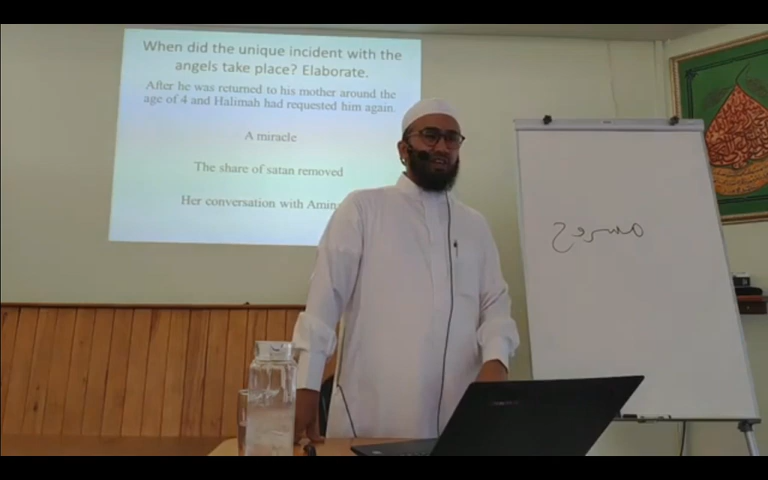 When did the unique incident with the
angels take place? Elaborate.
After he was returned to his mother around the
age of 4 and Halimah had requested him again.
A miracle
The share of satan removed
Her conversation with Amin
مسروح